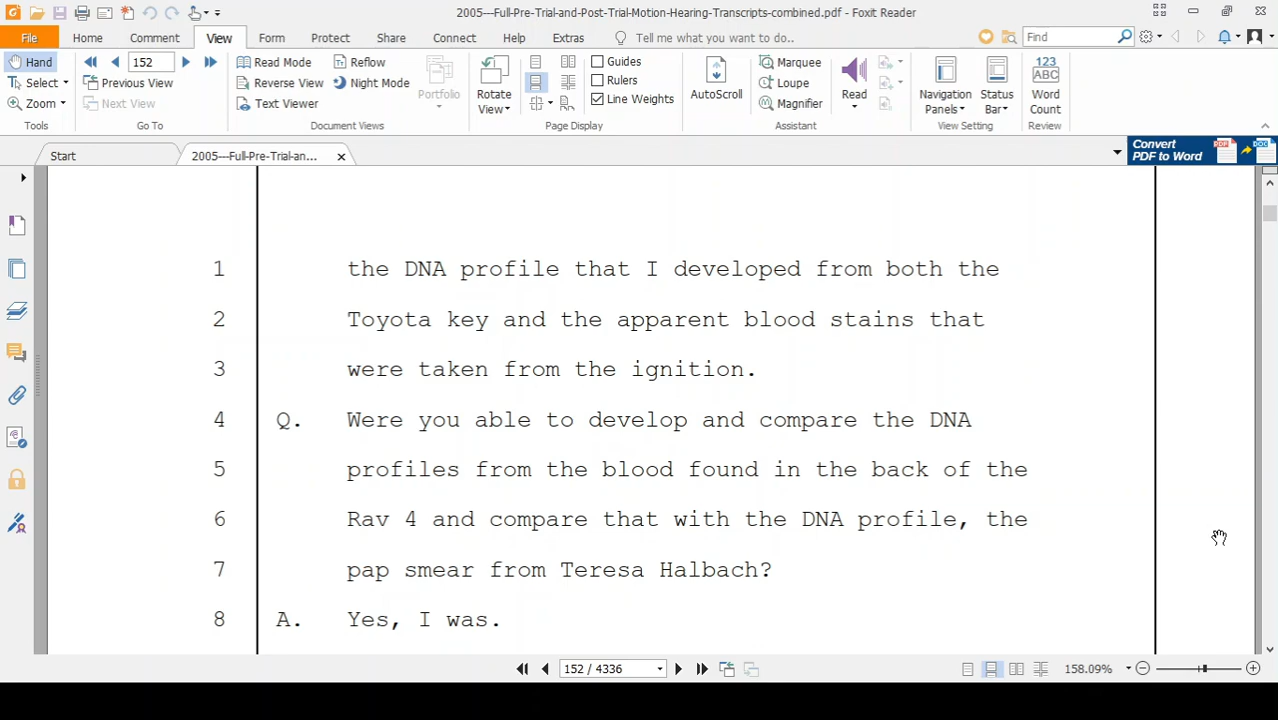 2005---Full-Pre-Trial-and-Post-Trial-Motion-Hearing-Transcripts-combined.pdf - Foxit Reader
File Home Comment View Form Protect Share Connect Help Extras Tell me what you want to do.. Find
Hand 152 Read Mode Reflow Guides Marquee
Select Previous View Reverse View Night Mode Rulers Loupe
Zoom Next View Text Viewer Portfolio Rotate View Line Weights AutoScroll Magnifier Read Navigation Panels Status Bar 123 ABC Word Count
Tools Go To Document Views Page Display Assistant View Setting Review
Start 2005---Full-Pre-Trial-an... Convert PDF to Word
1 the DNA profile that I developed from both the
2 Toyota key and the apparent blood stains that
3 were taken from the ignition.
4 Q. Were you able to develop and compare the DNA
5 profiles from the blood found in the back of the
6 Rav 4 and compare that with the DNA profile, the
7 pap smear from Teresa Halbach?
8 A. Yes, I was.
152 / 4336 158.09%